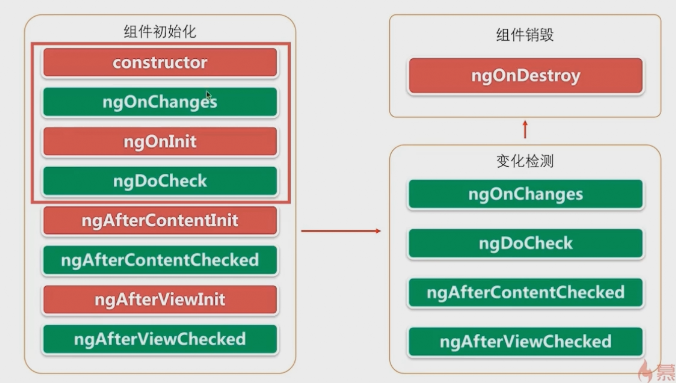 组件初始化
constructor
ngOnChanges
ngOnInit
ngDoCheck
ngAfterContentInit
ngAfterContentChecked
ngAfterViewInit
ngAfterViewChecked
组件销毁
ngOnDestroy
变化检测
ngOnChanges
ngDoCheck
ngAfterContentChecked
ngAfterViewChecked
慕